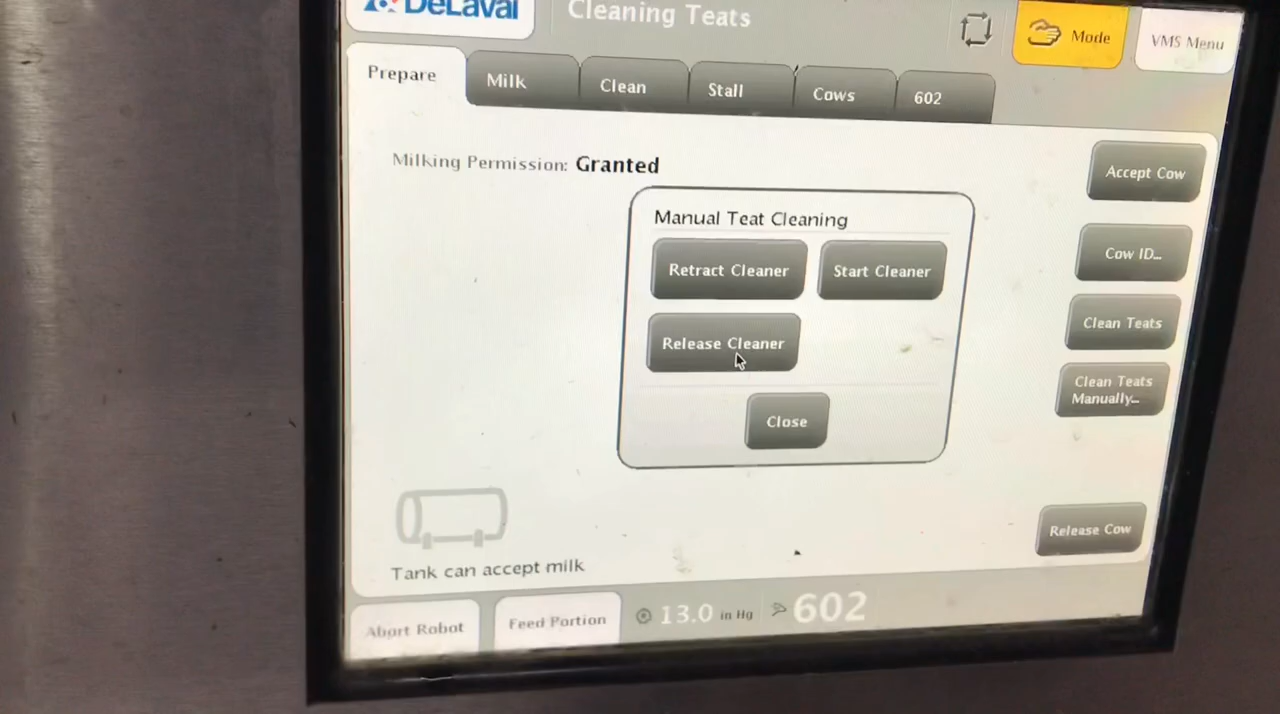 DeLaval
Cleaning Teats
Mode
VMS Menu
Prepare
Milk
Clean
Stall
Cows
602
Milking Permission: Granted
Accept Cow
Manual Teat Cleaning
Retract Cleaner
Start Cleaner
Cow ID...
Release Cleaner
Clean Teats
Clean Teats
Manually...
Close
Release Cow
Tank can accept milk
Abort Robot
Feed Portion
13.0 in Hg
602